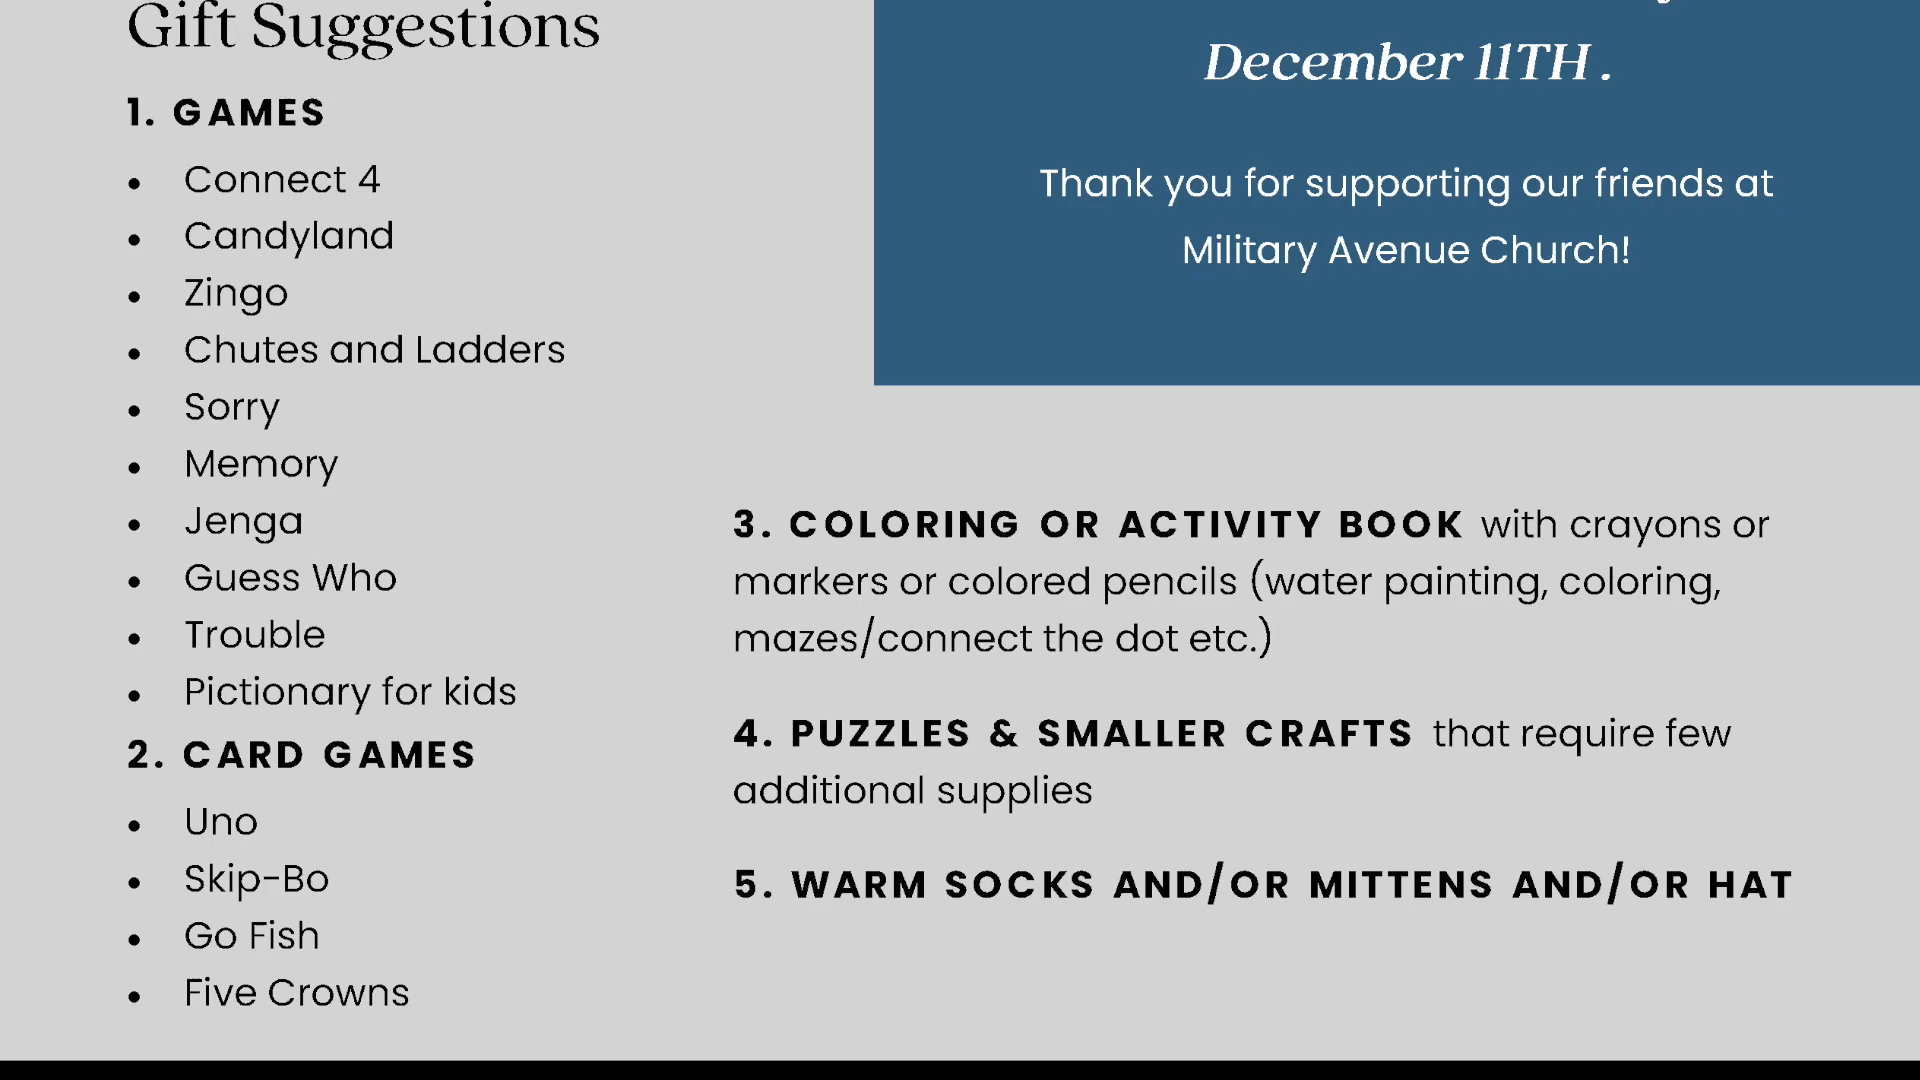 Gift Suggestions
1. GAMES
• Connect 4
• Candyland
• Zingo
• Chutes and Ladders
• Sorry
• Memory
• Jenga
• Guess Who
• Trouble
• Pictionary for kids
2. CARD GAMES
• Uno
• Skip-Bo
• Go Fish
• Five Crowns
December 11TH .
Thank you for supporting our friends at
Military Avenue Church!
3. COLORING OR ACTIVITY BOOK with crayons or
markers or colored pencils (water painting, coloring,
mazes/connect the dot etc.)
4. PUZZLES & SMALLER CRAFTS that require few
additional supplies
5. WARM SOCKS AND/OR MITTENS AND/OR HAT